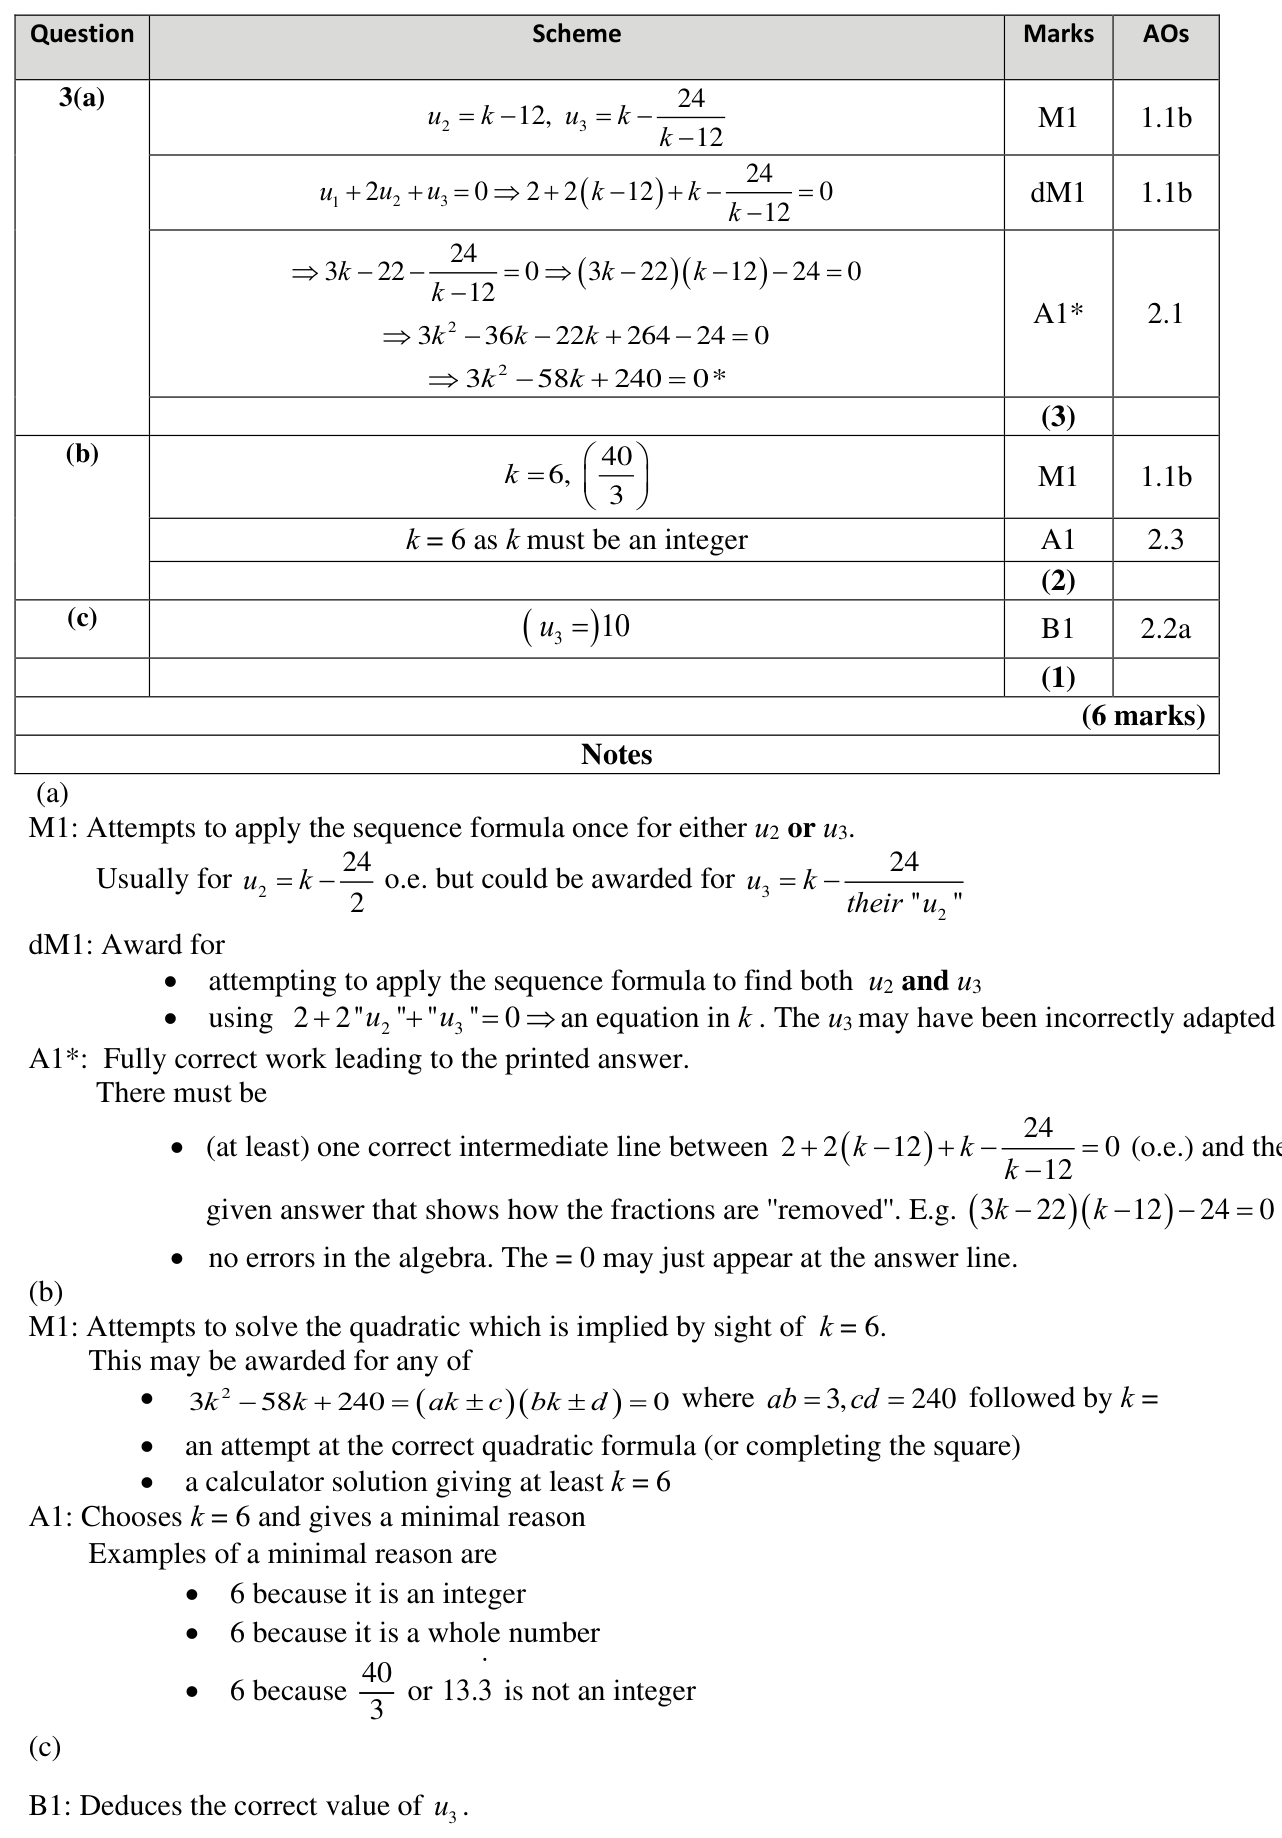 Question Scheme Marks AOs
3(a) u₂ = k − 12, u₃ = k − 24/(k − 12) M1 1.1b
u₁ + 2u₂ + u₃ = 0 ⇒ 2 + 2(k − 12) + k − 24/(k − 12) = 0 dM1 1.1b
⇒ 3k − 22 − 24/(k − 12) = 0 ⇒ (3k − 22)(k − 12) − 24 = 0
⇒ 3k² − 36k − 22k + 264 − 24 = 0 A1* 2.1
⇒ 3k² − 58k + 240 = 0 *
(3)
(b) k = 6, (40/3) M1 1.1b
k = 6 as k must be an integer A1 2.3
(2)
(c) (u₃ =)10 B1 2.2a
(1)
(6 marks)
Notes
(a)
M1: Attempts to apply the sequence formula once for either u₂ or u₃.
Usually for u₂ = k − 24/2 o.e. but could be awarded for u₃ = k − 24/their "u₂"
dM1: Award for
• attempting to apply the sequence formula to find both u₂ and u₃
• using 2 + 2"u₂" + "u₃" = 0 ⇒ an equation in k . The u₃ may have been incorrectly adapted
A1*: Fully correct work leading to the printed answer.
There must be
• (at least) one correct intermediate line between 2 + 2(k − 12) + k − 24/(k − 12) = 0 (o.e.) and the
given answer that shows how the fractions are "removed". E.g. (3k − 22)(k − 12) − 24 = 0
• no errors in the algebra. The = 0 may just appear at the answer line.
(b)
M1: Attempts to solve the quadratic which is implied by sight of k = 6.
This may be awarded for any of
• 3k² − 58k + 240 = (ak ± c)(bk ± d) = 0 where ab = 3, cd = 240 followed by k =
• an attempt at the correct quadratic formula (or completing the square)
• a calculator solution giving at least k = 6
A1: Chooses k = 6 and gives a minimal reason
Examples of a minimal reason are
• 6 because it is an integer
• 6 because it is a whole number
• 6 because 40/3 or 13.3̇ is not an integer
(c)
B1: Deduces the correct value of u₃ .